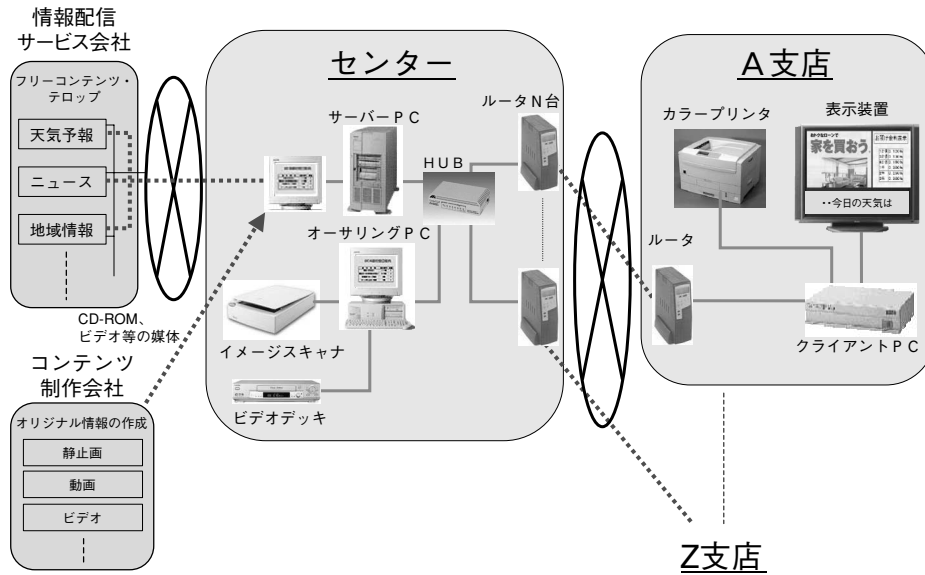 情報配信
サービス会社
フリーコンテンツ・
テロップ
天気予報
ニュース
地域情報
CD-ROM、
ビデオ等の媒体
コンテンツ
制作会社
オリジナル情報の作成
静止画
動画
ビデオ
センター
サーバーPC
ルータN台
HUB
オーサリングPC
イメージスキャナ
ビデオデッキ
A支店
カラープリンタ
表示装置
家を買おう
・・今日の天気は
ルータ
クライアントPC
Z支店